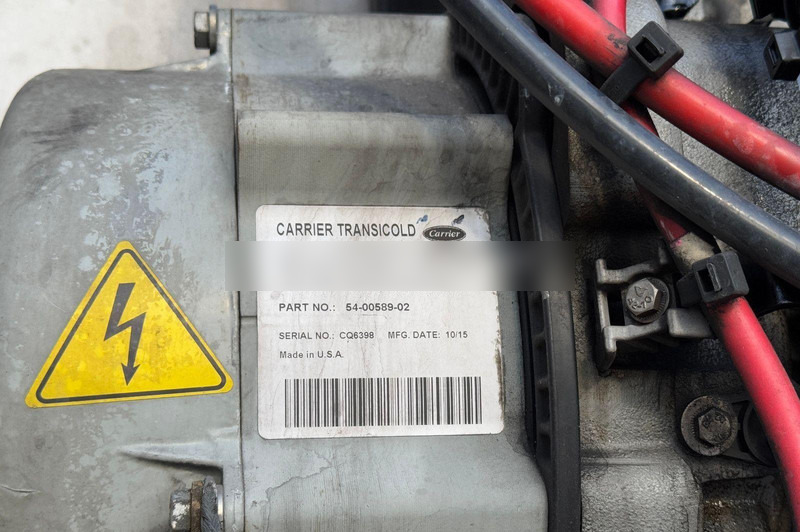 CARRIER TRANSICOLD Carrier
PART NO.: 54-00589-02
SERIAL NO.: CQ6398 MFG. DATE: 10/15
Made in U.S.A.